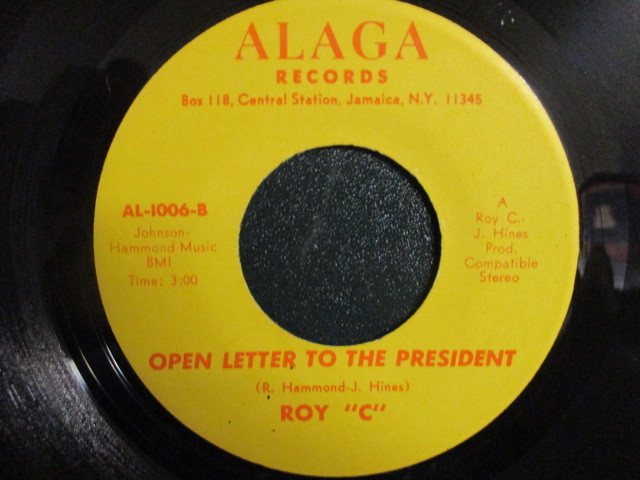 ALAGA
RECORDS
Box 118, Central Station, Jamaica, N.Y. 11345
AL-1006-B
Johnson-
Hammond Music
BMI
Time: 3:00
A
Roy C.-
J. Hines
Prod.
Compatible
Stereo
OPEN LETTER TO THE PRESIDENT
(R. Hammond-J. Hines)
ROY "C"